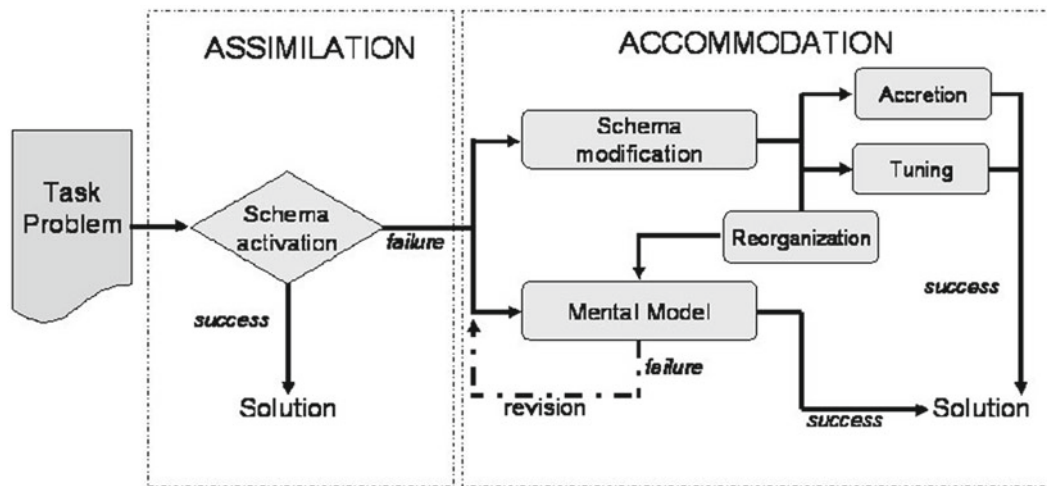 ASSIMILATION
ACCOMMODATION
Task
Problem
Schema
activation
failure
success
Solution
Schema
modification
Accretion
Tuning
Reorganization
Mental Model
success
failure
revision
success
Solution